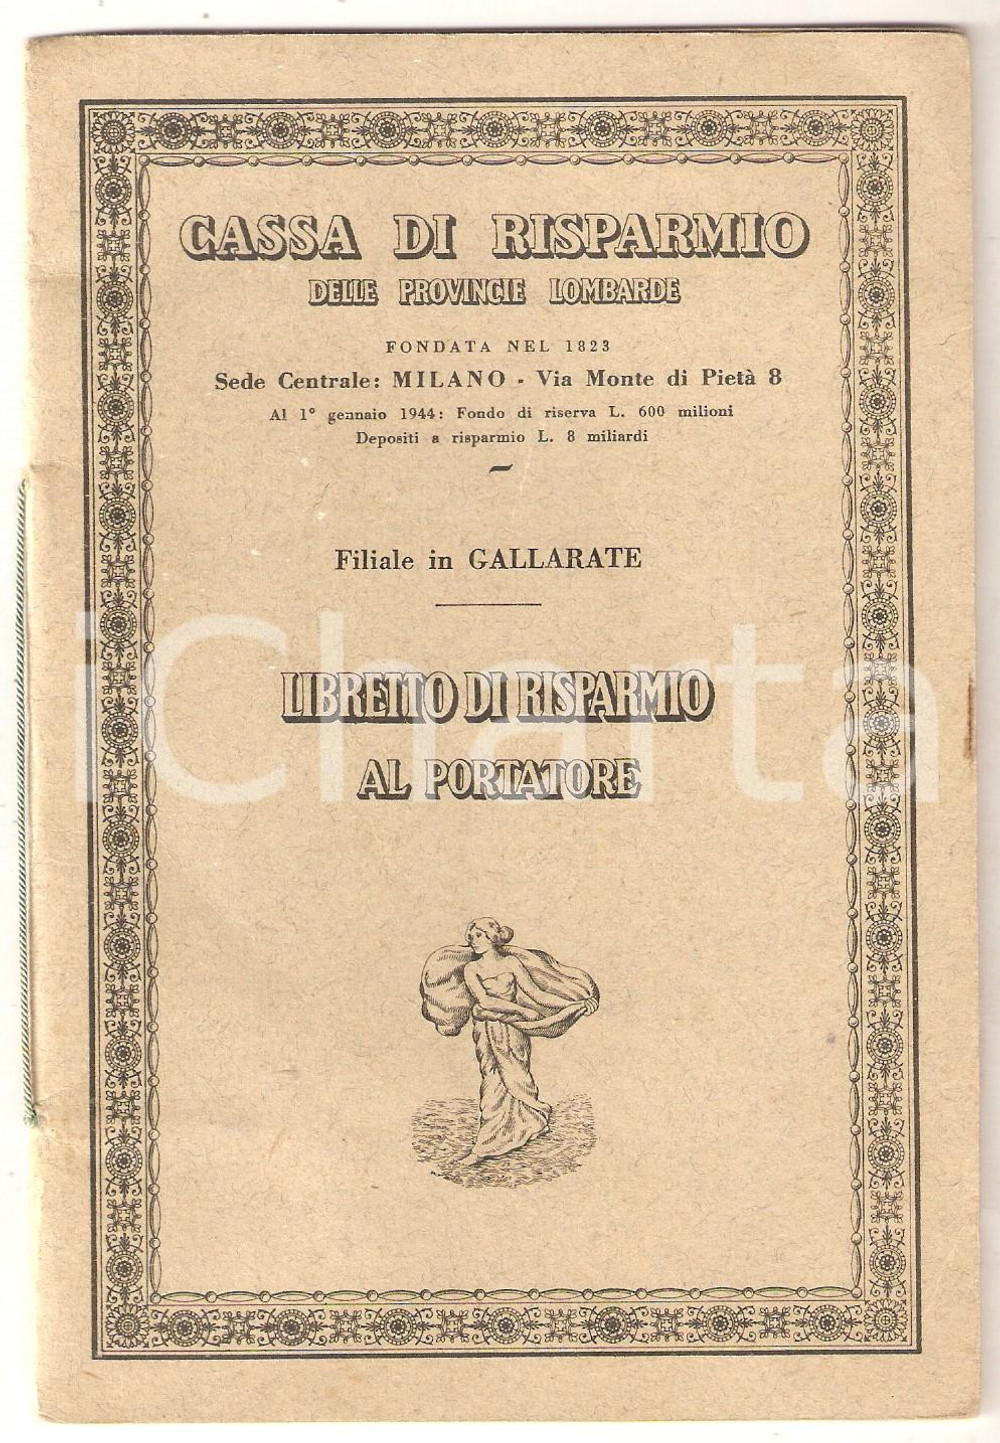 CASSA DI RISPARMIO
DELLE PROVINCIE LOMBARDE
FONDATA NEL 1823
Sede Centrale: MILANO - Via Monte di Pietà 8
Al 1° gennaio 1944: Fondo di riserva L. 600 milioni
Depositi a risparmio L. 8 miliardi
Filiale in GALLARATE
LIBRETTO DI RISPARMIO
AL PORTATORE
iCharta